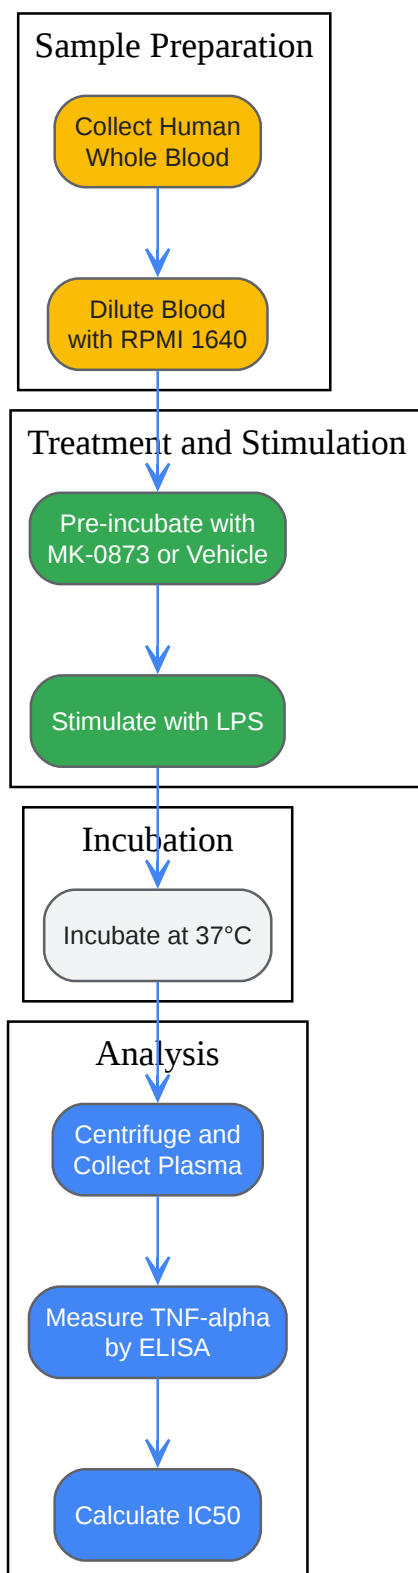 Sample Preparation
Collect Human
Whole Blood
Dilute Blood
with RPMI 1640
Treatment and Stimulation
Pre-incubate with
MK-0873 or Vehicle
Stimulate with LPS
Incubation
Incubate at 37°C
Analysis
Centrifuge and
Collect Plasma
Measure TNF-alpha
by ELISA
Calculate IC50